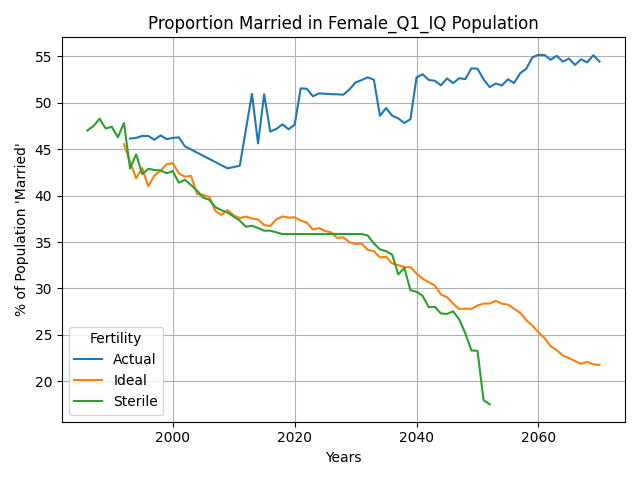 Proportion Married in Female_Q1_IQ Population
% of Population 'Married'
55
50
45
40
35
30
25
20
Fertility
Actual
Ideal
Sterile
2000
2020
2040
2060
Years